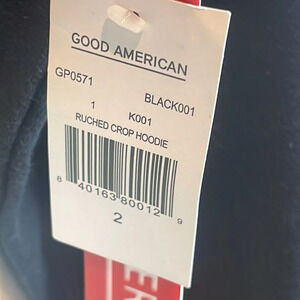 GOOD AMERICAN
GP0571 BLACK001
1 K001
RUCHED CROP HOODIE
8 40163 80012 9
2